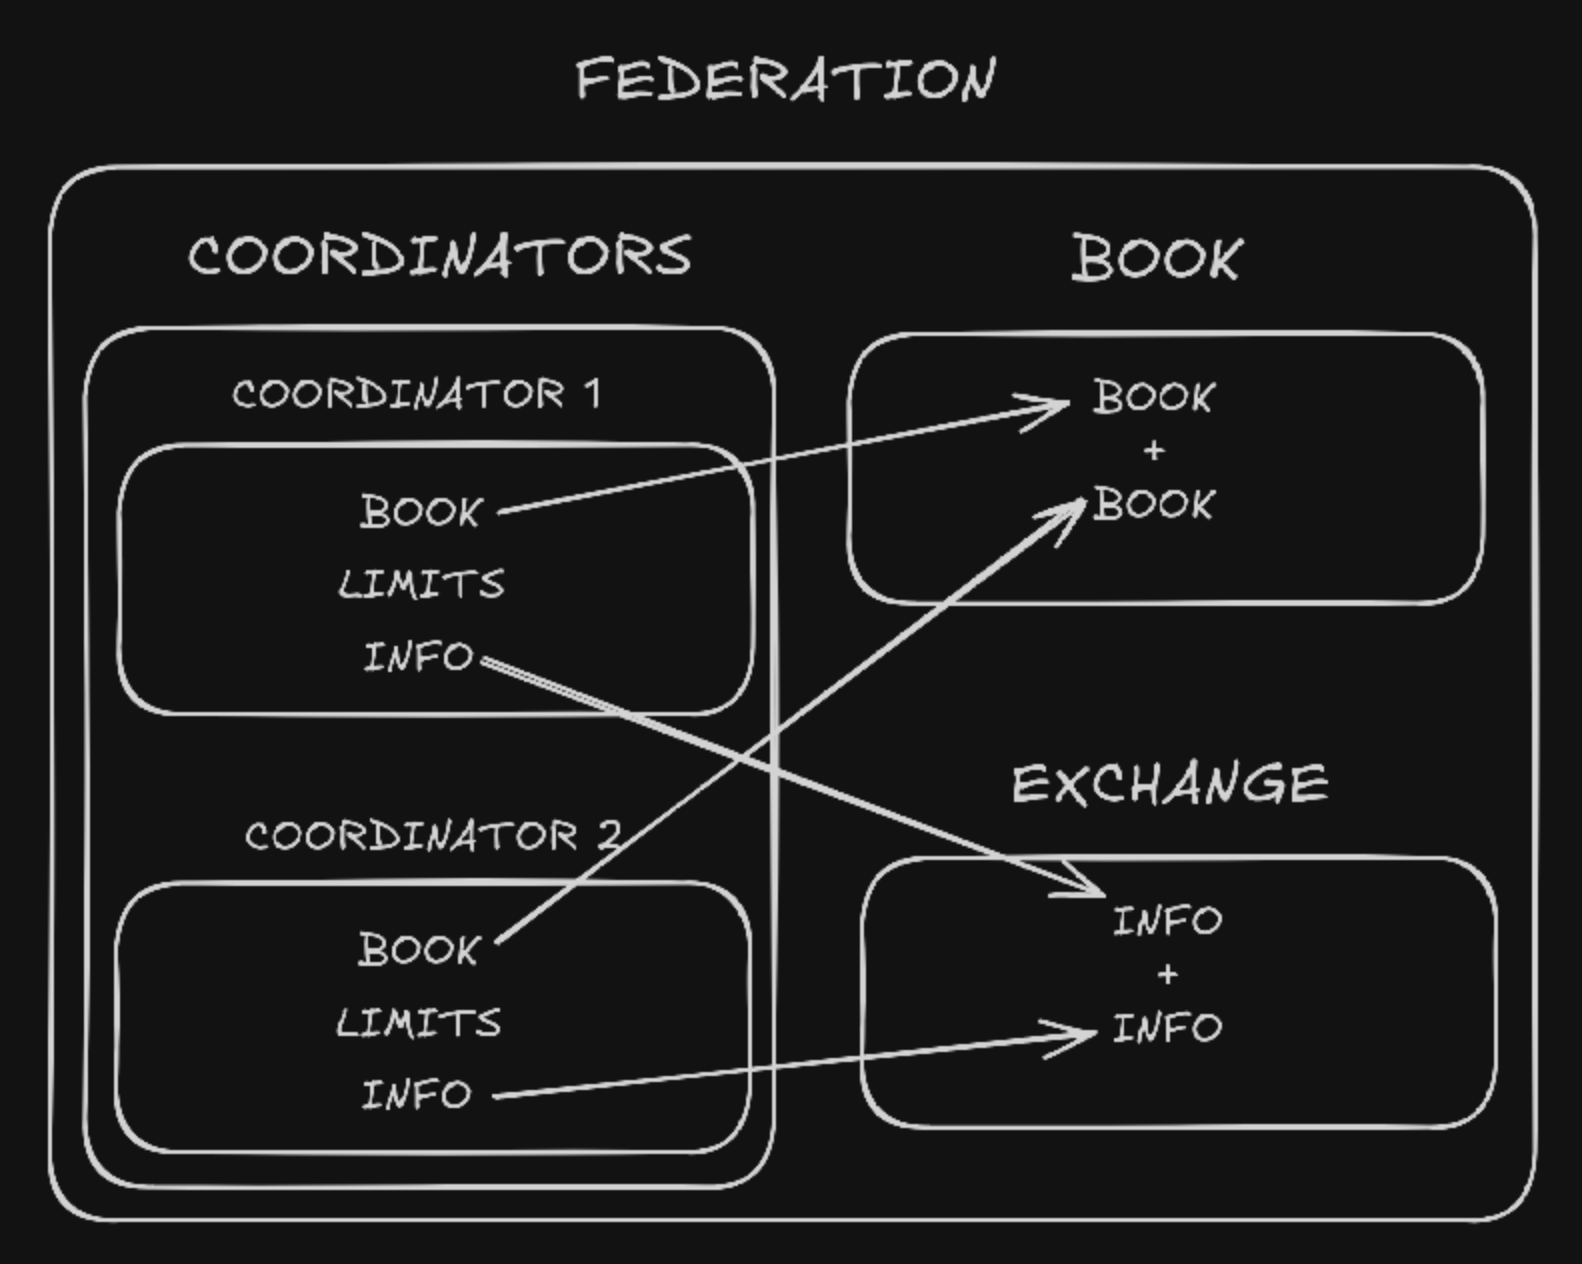 FEDERATION
COORDINATORS
COORDINATOR 1
BOOK
LIMITS
INFO
COORDINATOR 2
BOOK
LIMITS
INFO
BOOK
BOOK
+
BOOK
EXCHANGE
INFO
+
INFO